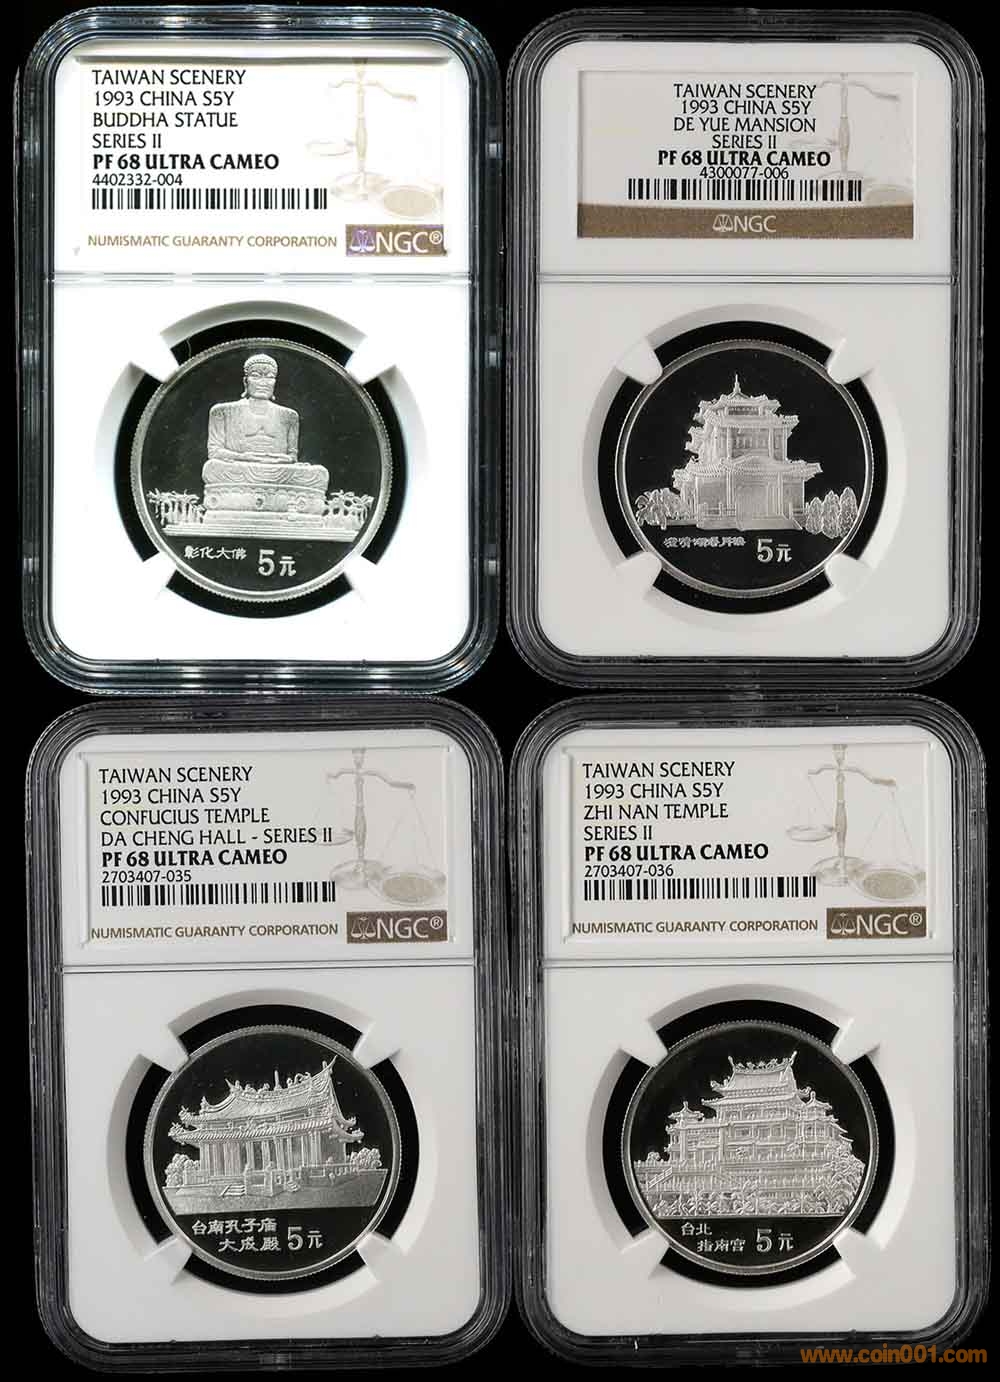 TAIWAN SCENERY
1993 CHINA S5Y
BUDDHA STATUE
SERIES II
PF 68 ULTRA CAMEO
4402332-004
NUMISMATIC GUARANTY CORPORATION NGC®
彰化大佛 5元
TAIWAN SCENERY
1993 CHINA S5Y
DE YUE MANSION
SERIES II
PF 68 ULTRA CAMEO
4300077-006
NGC
5元
TAIWAN SCENERY
1993 CHINA S5Y
CONFUCIUS TEMPLE
DA CHENG HALL - SERIES II
PF 68 ULTRA CAMEO
2703407-035
NUMISMATIC GUARANTY CORPORATION NGC®
台南孔子庙
大成殿 5元
TAIWAN SCENERY
1993 CHINA S5Y
ZHI NAN TEMPLE
SERIES II
PF 68 ULTRA CAMEO
2703407-036
NUMISMATIC GUARANTY CORPORATION NGC®
台北
指南宫 5元
www.coin001.com